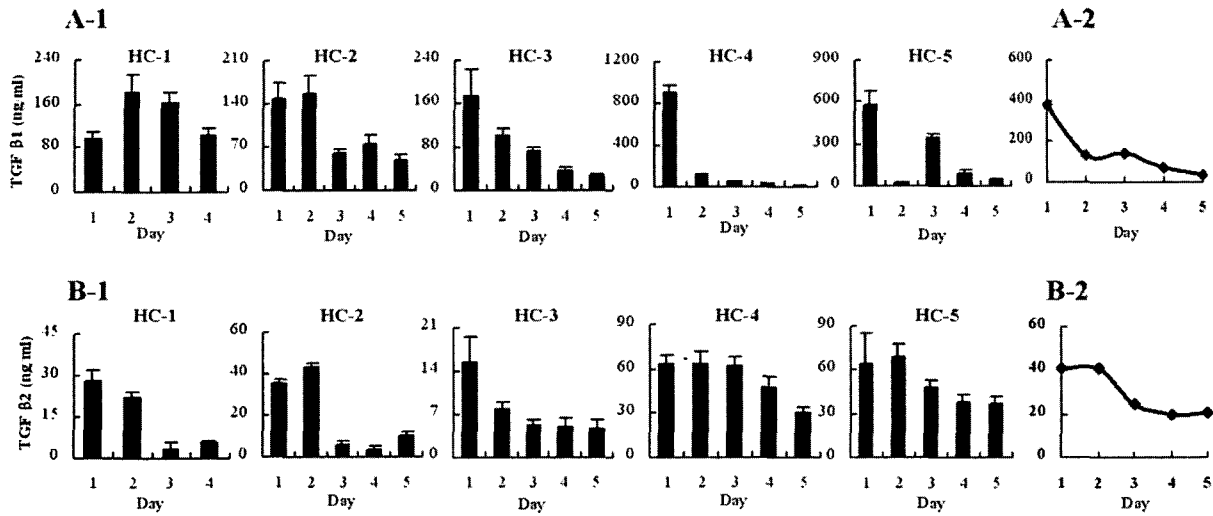 A-1
A-2
HC-1
HC-2
HC-3
HC-4
HC-5
TGF β1 (ng ml)
240
160
80
0
210
140
70
0
240
160
80
0
1200
800
400
0
900
600
300
0
600
400
200
0
1 2 3 4
1 2 3 4 5
1 2 3 4 5
1 2 3 4 5
1 2 3 4 5
1 2 3 4 5
Day
Day
Day
Day
Day
Day
B-1
B-2
HC-1
HC-2
HC-3
HC-4
HC-5
TGF β2 (ng ml)
45
30
15
0
60
40
20
0
21
14
7
0
90
60
30
0
90
60
30
0
60
40
20
0
1 2 3 4
1 2 3 4 5
1 2 3 4 5
1 2 3 4 5
1 2 3 4 5
1 2 3 4 5
Day
Day
Day
Day
Day
Day